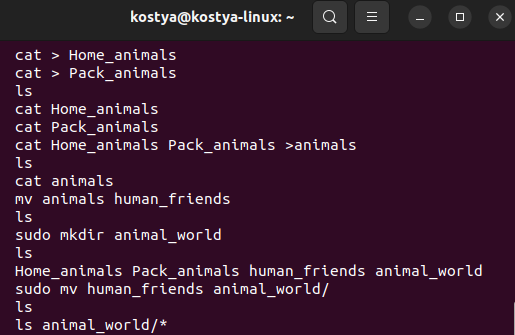 kostya@kostya-linux: ~
cat > Home_animals
cat > Pack_animals
ls
cat Home_animals
cat Pack_animals
cat Home_animals Pack_animals >animals
ls
cat animals
mv animals human_friends
ls
sudo mkdir animal_world
ls
Home_animals Pack_animals human_friends animal_world
sudo mv human_friends animal_world/
ls
ls animal_world/*